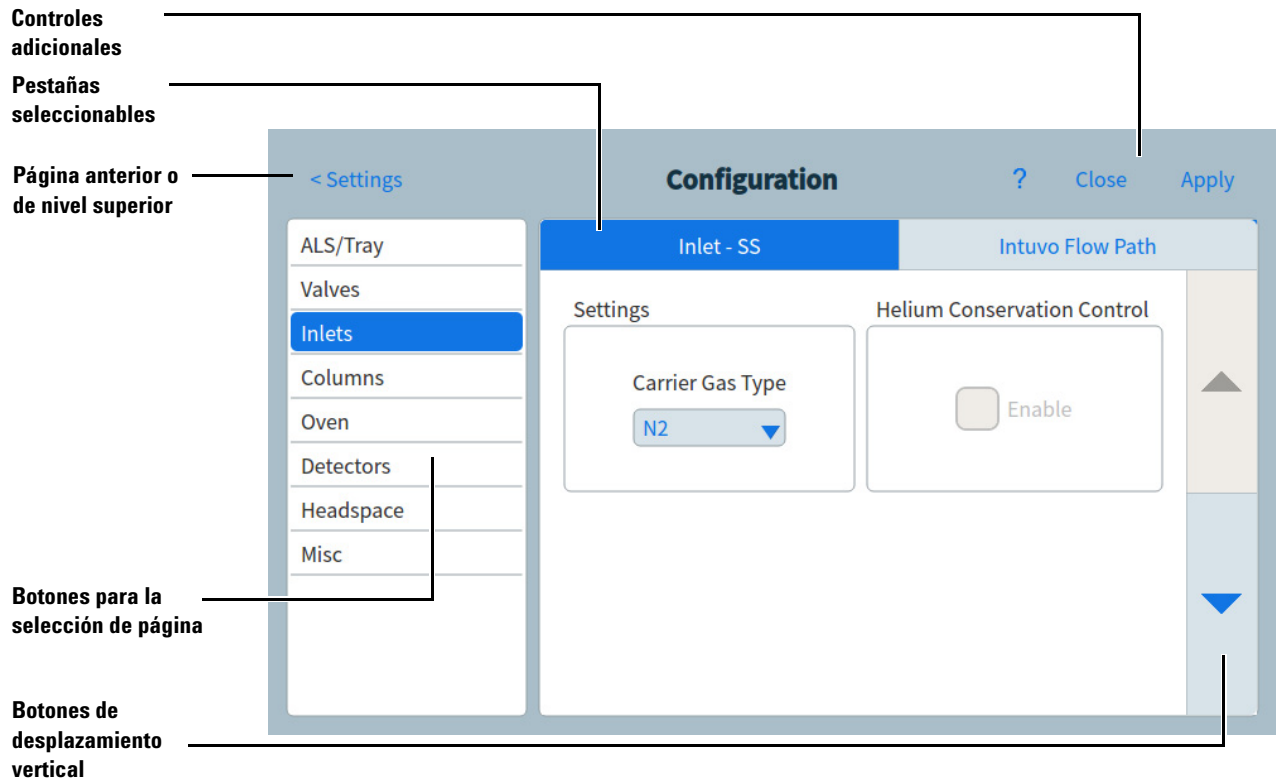 Controles
adicionales
Pestañas
seleccionables
Página anterior o
de nivel superior
< Settings
Configuration
? Close Apply
ALS/Tray
Valves
Inlets
Columns
Oven
Detectors
Headspace
Misc
Inlet - SS
Intuvo Flow Path
Settings
Carrier Gas Type
N2
Helium Conservation Control
Enable
Botones para la
selección de página
Botones de
desplazamiento
vertical